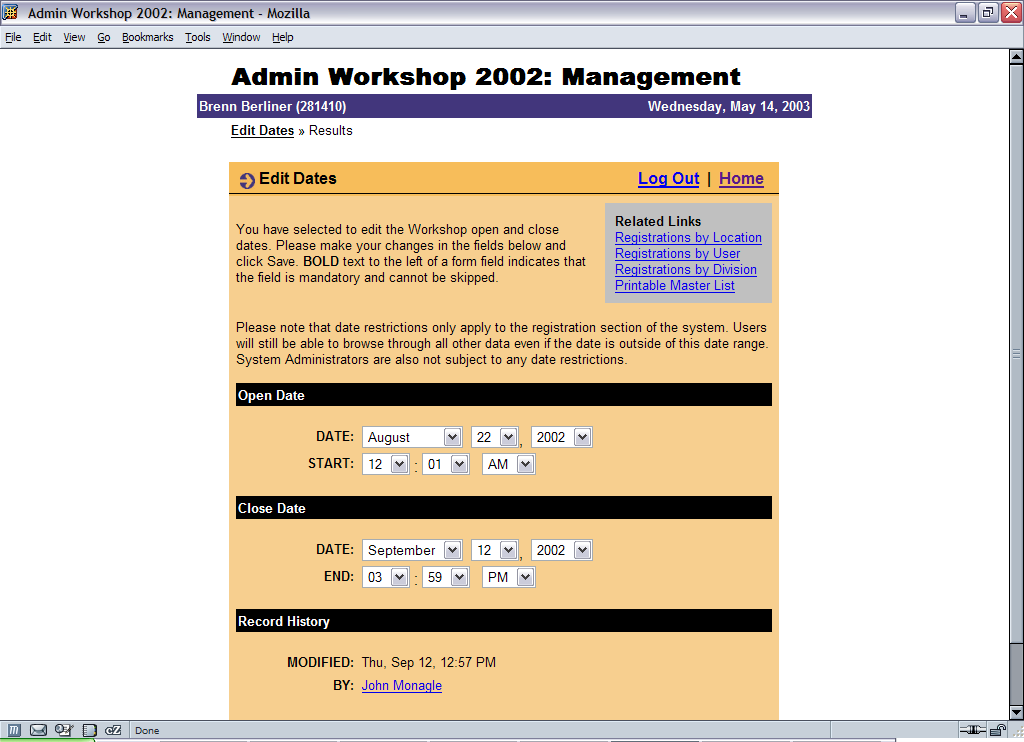 Admin Workshop 2002: Management - Mozilla
File Edit View Go Bookmarks Tools Window Help
Admin Workshop 2002: Management
Brenn Berliner (281410) Wednesday, May 14, 2003
Edit Dates » Results
Edit Dates Log Out | Home
You have selected to edit the Workshop open and close
dates. Please make your changes in the fields below and
click Save. BOLD text to the left of a form field indicates that
the field is mandatory and cannot be skipped.
Related Links
Registrations by Location
Registrations by User
Registrations by Division
Printable Master List
Please note that date restrictions only apply to the registration section of the system. Users
will still be able to browse through all other data even if the date is outside of this date range.
System Administrators are also not subject to any date restrictions.
Open Date
DATE: August 22 , 2002
START: 12 : 01 AM
Close Date
DATE: September 12 , 2002
END: 03 : 59 PM
Record History
MODIFIED: Thu, Sep 12, 12:57 PM
BY: John Monagle
cZ Done